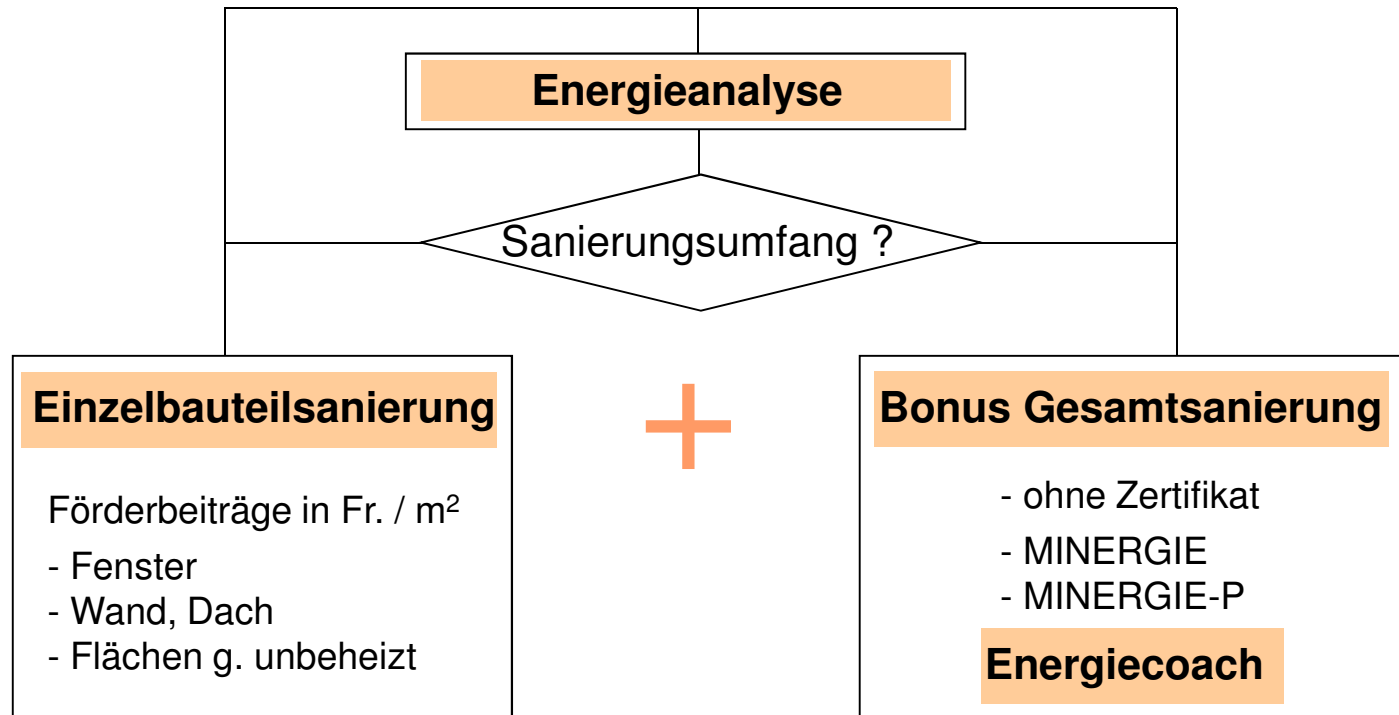 Energieanalyse
Sanierungsumfang ?
Einzelbauteilsanierung
Förderbeiträge in Fr. / m²
- Fenster
- Wand, Dach
- Flächen g. unbeheizt
+
Bonus Gesamtsanierung
- ohne Zertifikat
- MINERGIE
- MINERGIE-P
Energiecoach